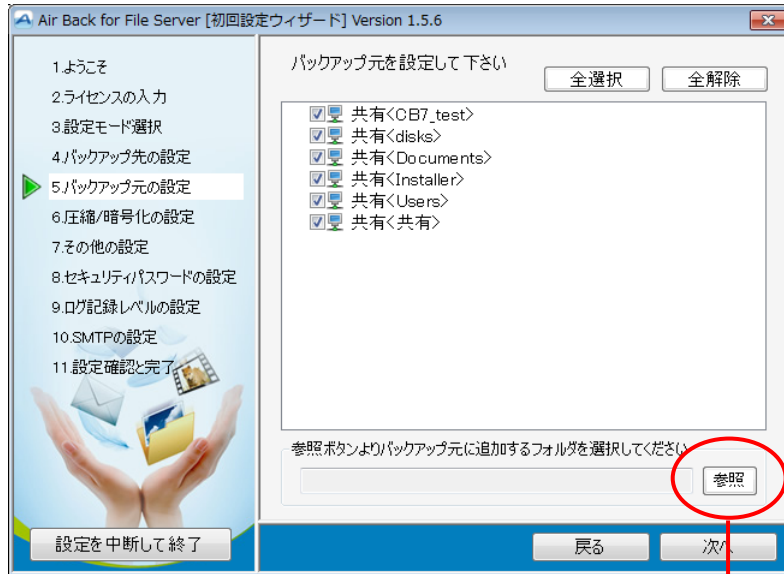 Air Back for File Server [初回設定ウィザード] Version 1.5.6
1.ようこそ
2.ライセンスの入力
3.設定モード選択
4.バックアップ先の設定
5.バックアップ元の設定
6.圧縮/暗号化の設定
7.その他の設定
8.セキュリティパスワードの設定
9.ログ記録レベルの設定
10.SMTPの設定
11.設定確認と完了
設定を中断して終了
バックアップ元を設定して下さい
全選択
全解除
共有<CB7_test>
共有<disks>
共有<Documents>
共有<Installer>
共有<Users>
共有<共有>
参照ボタンよりバックアップ元に追加するフォルダを選択してください
参照
戻る
次へ